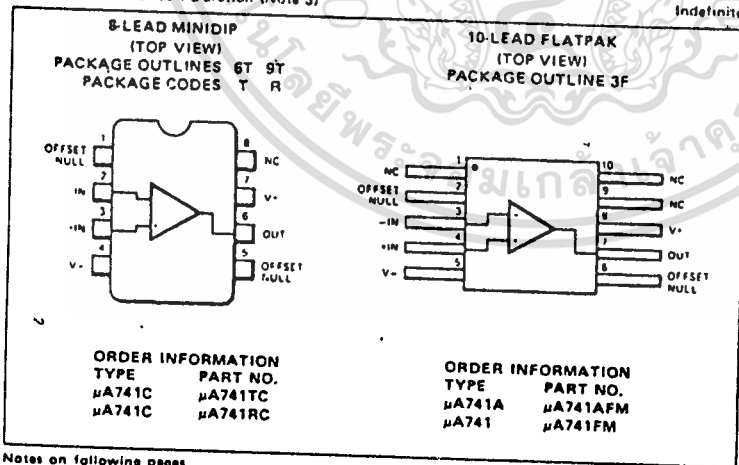 Indefinite
8-LEAD MINIDIP
(TOP VIEW)
PACKAGE OUTLINES 6T 9T
PACKAGE CODES T R
1
OFFSET NULL
2
IN
3
+IN
4
V-
8
NC
7
V+
6
OUT
5
OFFSET NULL
ORDER INFORMATION
TYPE PART NO.
µA741C µA741TC
µA741C µA741RC
10-LEAD FLATPAK
(TOP VIEW)
PACKAGE OUTLINE 3F
1
NC
2
OFFSET NULL
3
-IN
4
+IN
5
V-
10
NC
9
NC
8
V+
7
OUT
6
OFFSET NULL
ORDER INFORMATION
TYPE PART NO.
µA741A µA741AFM
µA741 µA741FM
Notes on following pages